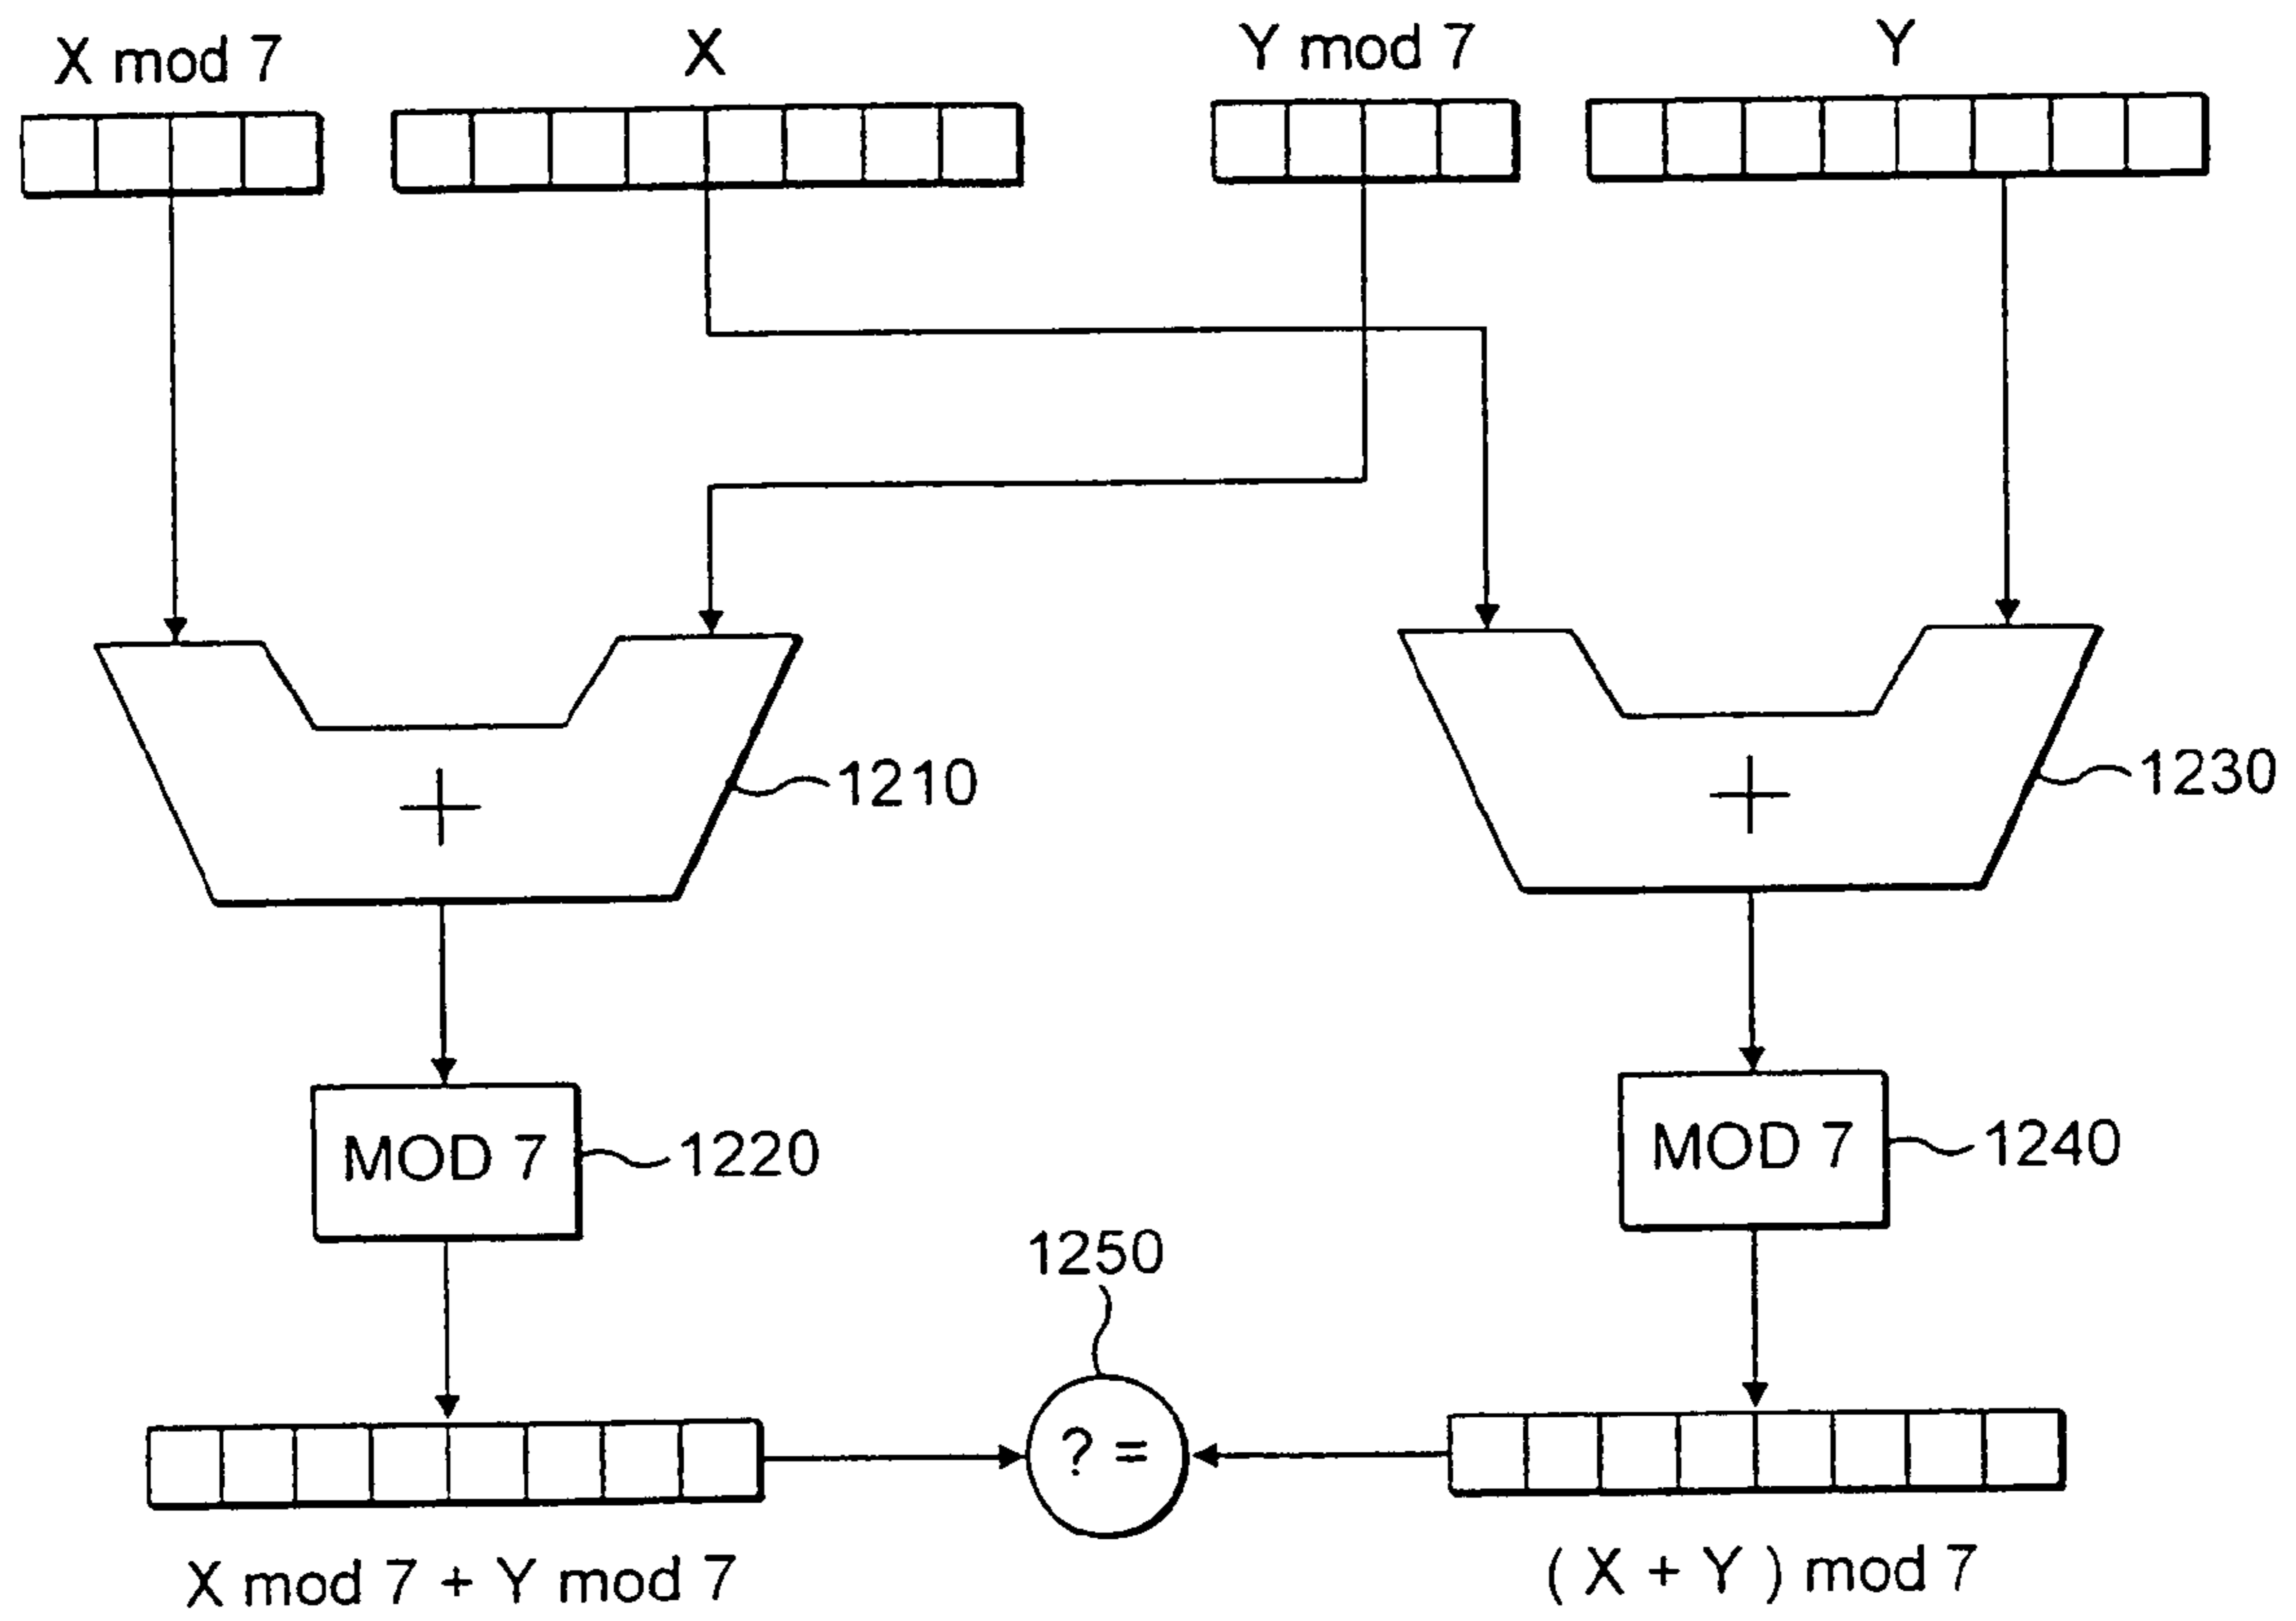 X mod 7
X
Y mod 7
Y
+
1210
+
1230
MOD 7
1220
MOD 7
1240
1250
? =
X mod 7 + Y mod 7
( X + Y ) mod 7